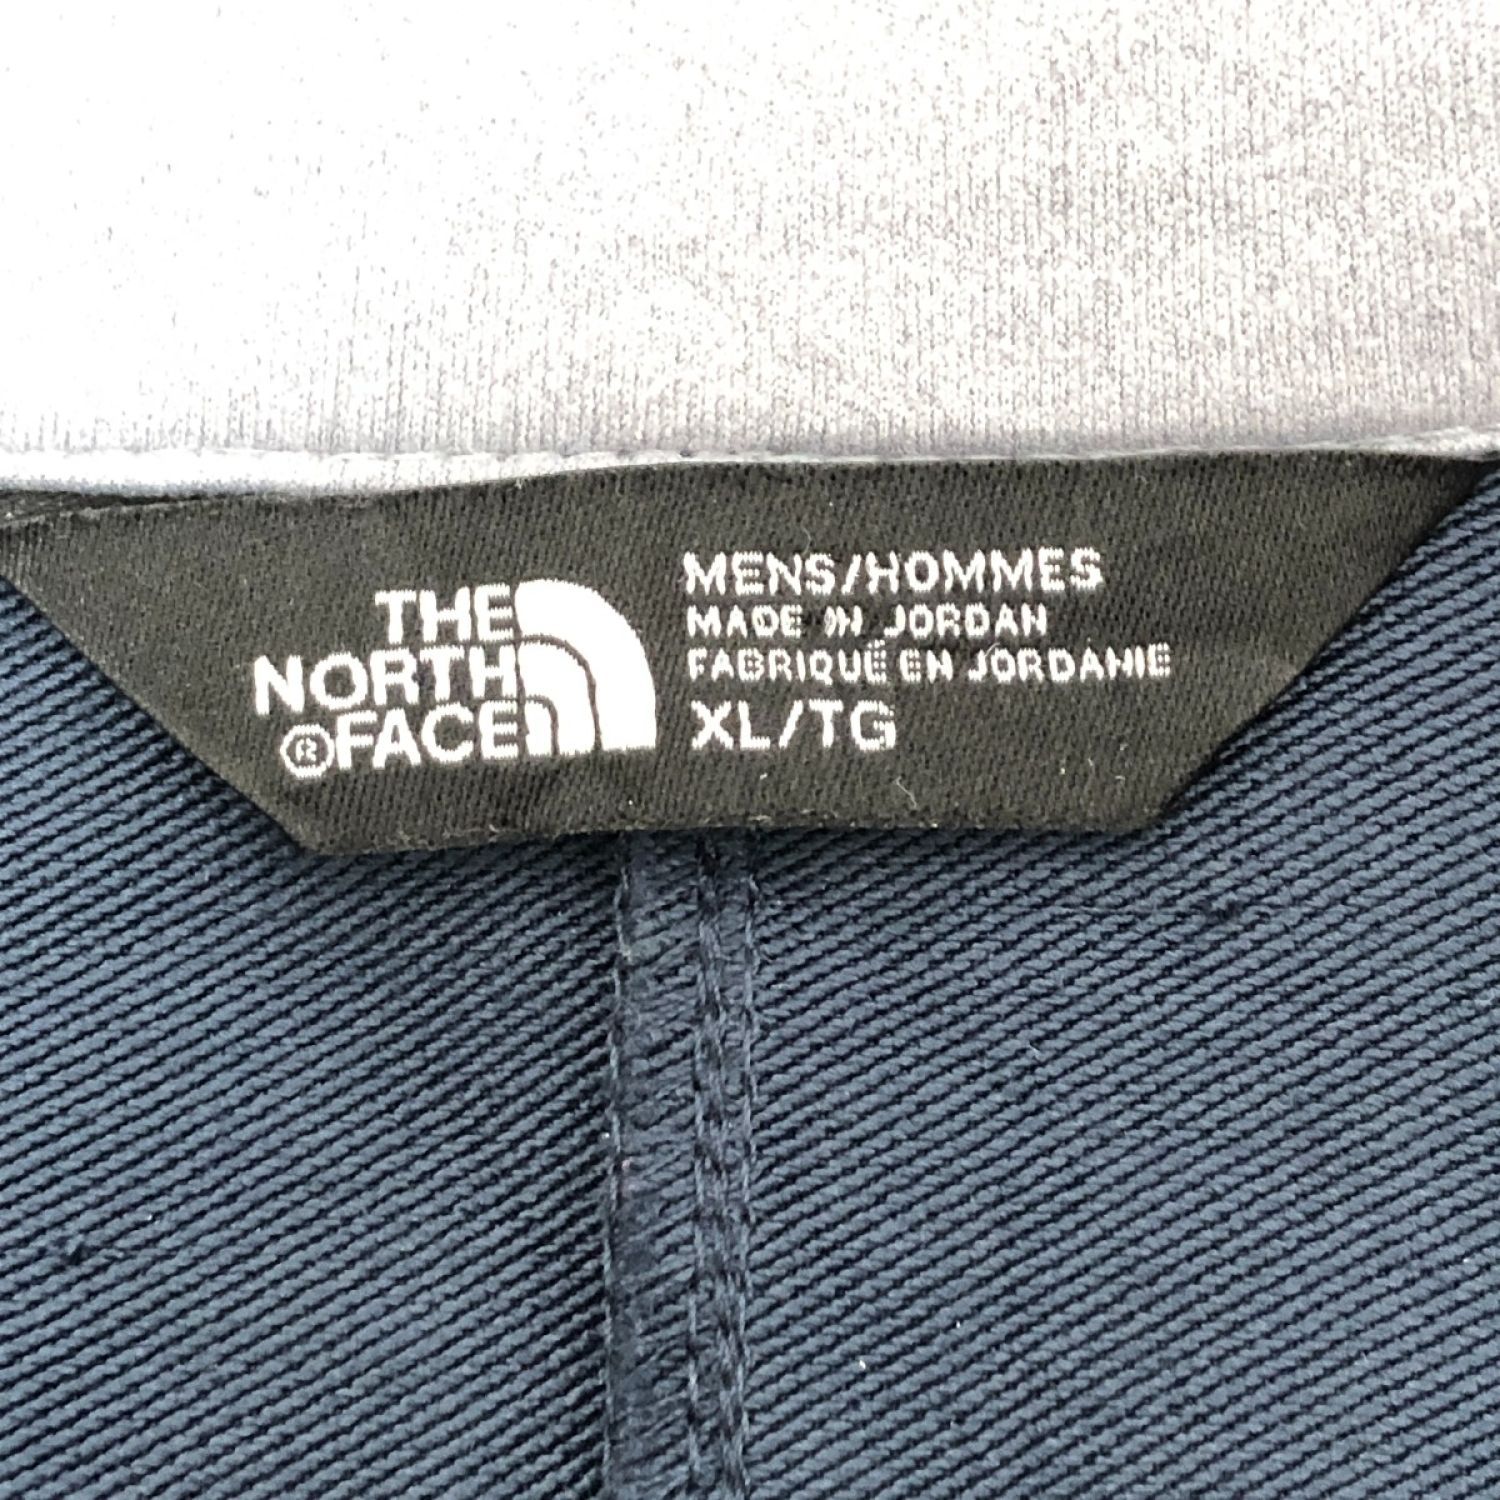 THE
NORTH
®FACE
MENS/HOMMES
MADE IN JORDAN
FABRIQUÉ EN JORDANIE
XL/TG